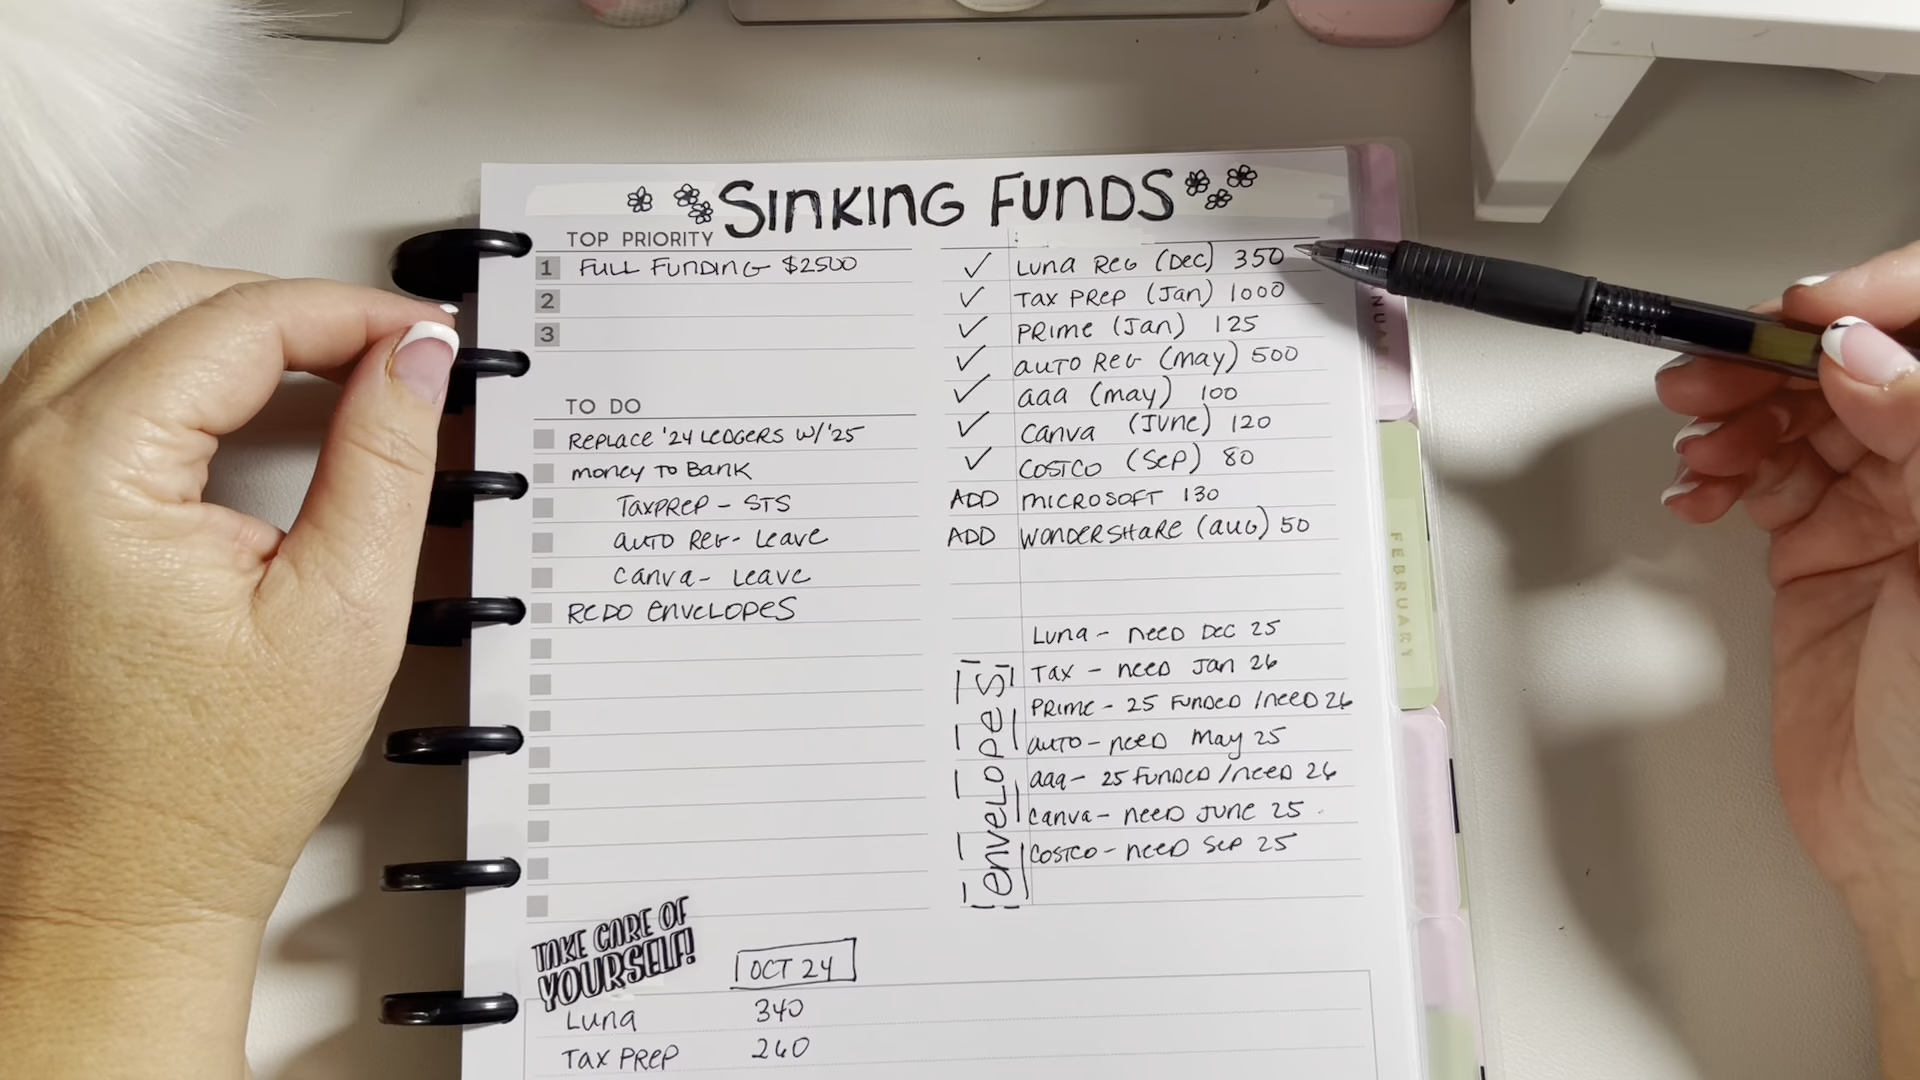 SINKING FUNDS
TOP PRIORITY
1 FULL FUNDING $2500
2
3
TO DO
REPLACE '24 LEDGERS W/'25
money TO BANK
TAXPREP - STS
AUTO REG - Leave
Canva - Leave
REDO ENVELOPES
✓ Luna REG (Dec) 350
✓ Tax PREP (Jan) 1000
✓ PRIME (Jan) 125
✓ AUTO REG (may) 500
✓ aaa (may) 100
✓ Canva (June) 120
✓ COSTCO (Sep) 80
ADD MICROSOFT 130
ADD WONDERSHARE (aug) 50
Envelopes
Luna - need Dec 25
Tax - need Jan 26
PRIME - 25 Funded / need 26
auto - need May 25
aaa - 25 Funded / need 26
Canva - need June 25
COSTCO - need Sep 25
TAKE CARE OF
YOURSELF!
OCT 24
Luna 340
Tax PREP 260
FEBRUARY